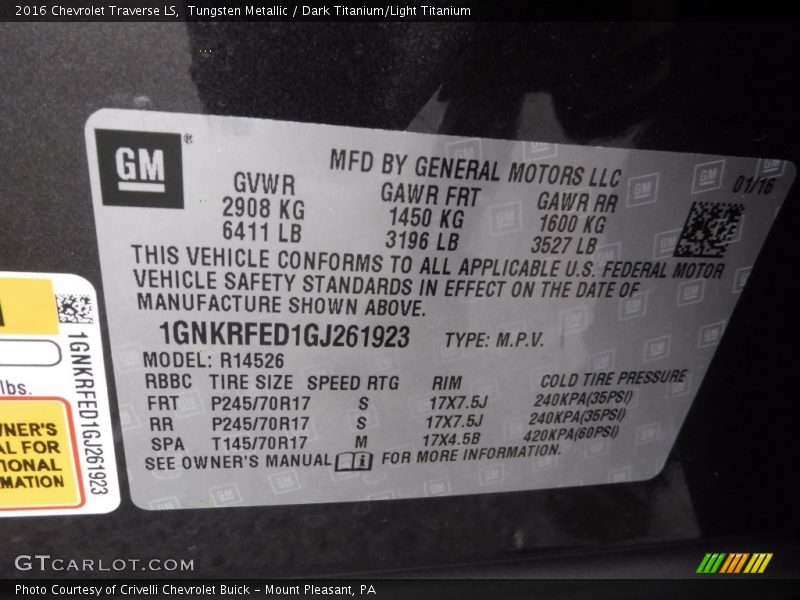 2016 Chevrolet Traverse LS, Tungsten Metallic / Dark Titanium/Light Titanium
GM®
MFD BY GENERAL MOTORS LLC
01/16
GVWR GAWR FRT GAWR RR
2908 KG 1450 KG 1600 KG
6411 LB 3196 LB 3527 LB
THIS VEHICLE CONFORMS TO ALL APPLICABLE U.S. FEDERAL MOTOR
VEHICLE SAFETY STANDARDS IN EFFECT ON THE DATE OF
MANUFACTURE SHOWN ABOVE.
1GNKRFED1GJ261923 TYPE: M.P.V.
MODEL: R14526
RBBC TIRE SIZE SPEED RTG RIM COLD TIRE PRESSURE
FRT P245/70R17 S 17X7.5J 240KPA(35PSI)
RR P245/70R17 S 17X7.5J 240KPA(35PSI)
SPA T145/70R17 M 17X4.5B 420KPA(60PSI)
SEE OWNER'S MANUAL i FOR MORE INFORMATION.
1GNKRFED1GJ261923
lbs.
WNER'S
AL FOR
TIONAL
MATION
GTCARLOT.COM
Photo Courtesy of Crivelli Chevrolet Buick - Mount Pleasant, PA